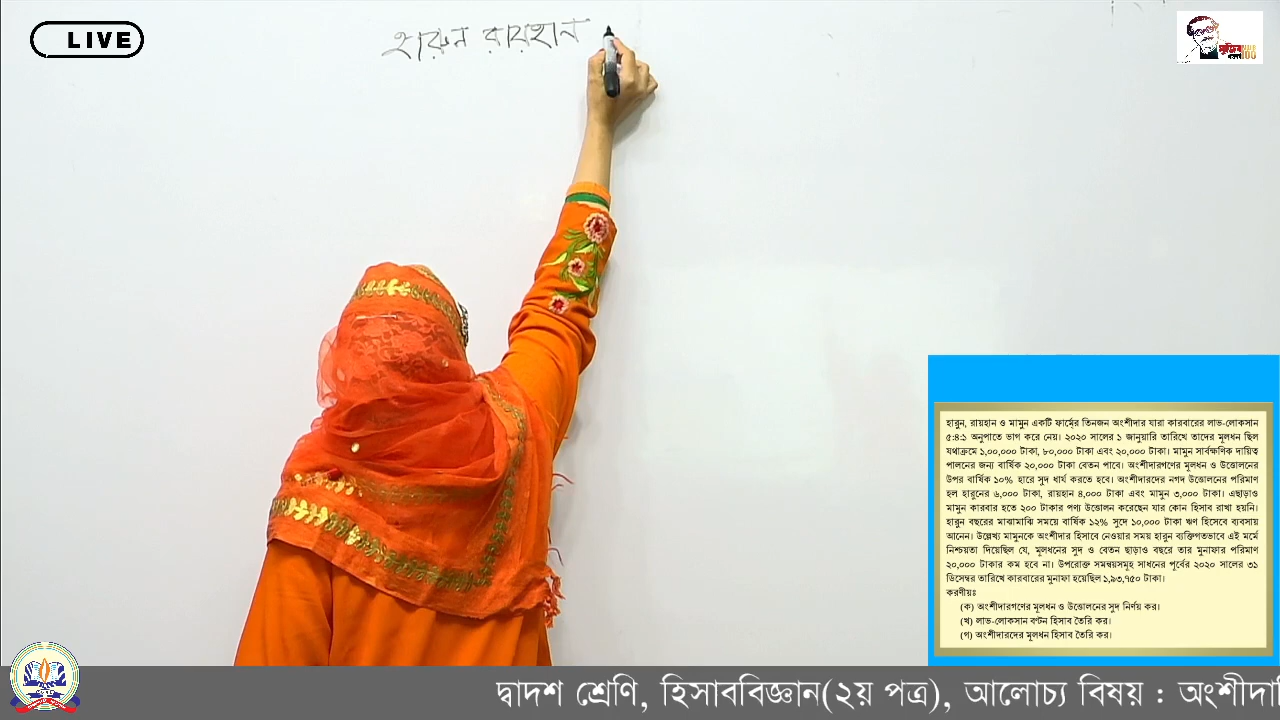 LIVE
হারুন রায়হান
হারুন, রায়হান ও মামুন একটি ফার্মের তিনজন অংশীদার যারা কারবারের লাভ-লোকসান
৫:৪:১ অনুপাতে ভাগ করে নেয়। ২০২০ সালের ১ জানুয়ারি তারিখে তাদের মূলধন ছিল
যথাক্রমে ১,০০,০০০ টাকা, ৮০,০০০ টাকা এবং ২০,০০০ টাকা। মামুন সার্বক্ষণিক দায়িত্ব
পালনের জন্য বার্ষিক ২০,০০০ টাকা বেতন পাবে। অংশীদারগণের মূলধন ও উত্তোলনের
উপর বার্ষিক ১০% হারে সুদ ধার্য করতে হবে। অংশীদারদের নগদ উত্তোলনের পরিমাণ
হল হারুনের ৬,০০০ টাকা, রায়হান ৪,০০০ টাকা এবং মামুন ৩,০০০ টাকা। এছাড়াও
মামুন কারবার হতে ২০০ টাকার পণ্য উত্তোলন করেছেন যার কোন হিসাব রাখা হয়নি।
হারুন বছরের মাঝামাঝি সময়ে বার্ষিক ১২% সুদে ১০,০০০ টাকা ঋণ হিসেবে ব্যবসায়
আনেন। উল্লেখ্য মামুনকে অংশীদার হিসাবে নেওয়ার সময় হারুন ব্যক্তিগতভাবে এই মর্মে
নিশ্চয়তা দিয়েছিল যে, মূলধনের সুদ ও বেতন ছাড়াও বছরে তার মুনাফার পরিমাণ
২০,০০০ টাকার কম হবে না। উপরোক্ত সমন্বয়সমূহ সাধনের পূর্বের ২০২০ সালের ৩১
ডিসেম্বর তারিখে কারবারের মুনাফা হয়েছিল ১,৯৩,৭৫০ টাকা।
করণীয়ঃ
(ক) অংশীদারগণের মূলধন ও উত্তোলনের সুদ নির্ণয় কর।
(খ) লাভ-লোকসান বণ্টন হিসাব তৈরি কর।
(গ) অংশীদারদের মূলধন হিসাব তৈরি কর।
দ্বাদশ শ্রেণি, হিসাববিজ্ঞান(২য় পত্র), আলোচ্য বিষয় : অংশীদা